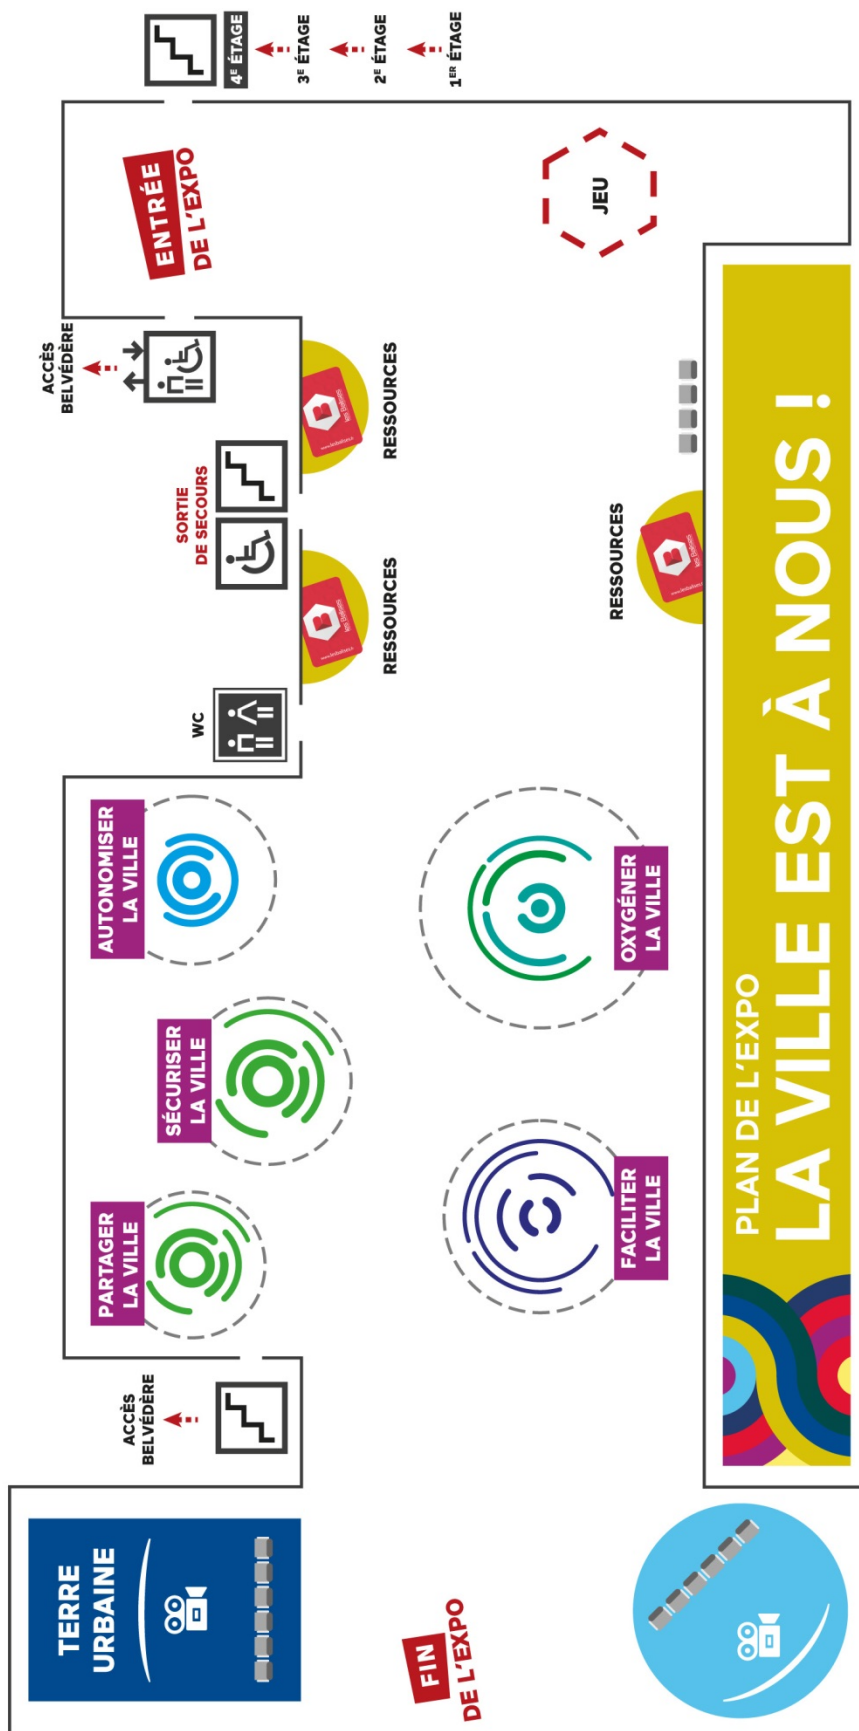 PLAN DE L'EXPO
LA VILLE EST À NOUS !
TERRE
URBAINE
ACCÈS
BELVÉDÈRE
PARTAGER
LA VILLE
SÉCURISER
LA VILLE
AUTONOMISER
LA VILLE
WC
SORTIE
DE SECOURS
ACCÈS
BELVÉDÈRE
ENTRÉE
DE L'EXPO
4E ÉTAGE
3E ÉTAGE
2E ÉTAGE
1ER ÉTAGE
RESSOURCES
RESSOURCES
RESSOURCES
JEU
FACILITER
LA VILLE
OXYGÉNER
LA VILLE
FIN
DE L'EXPO